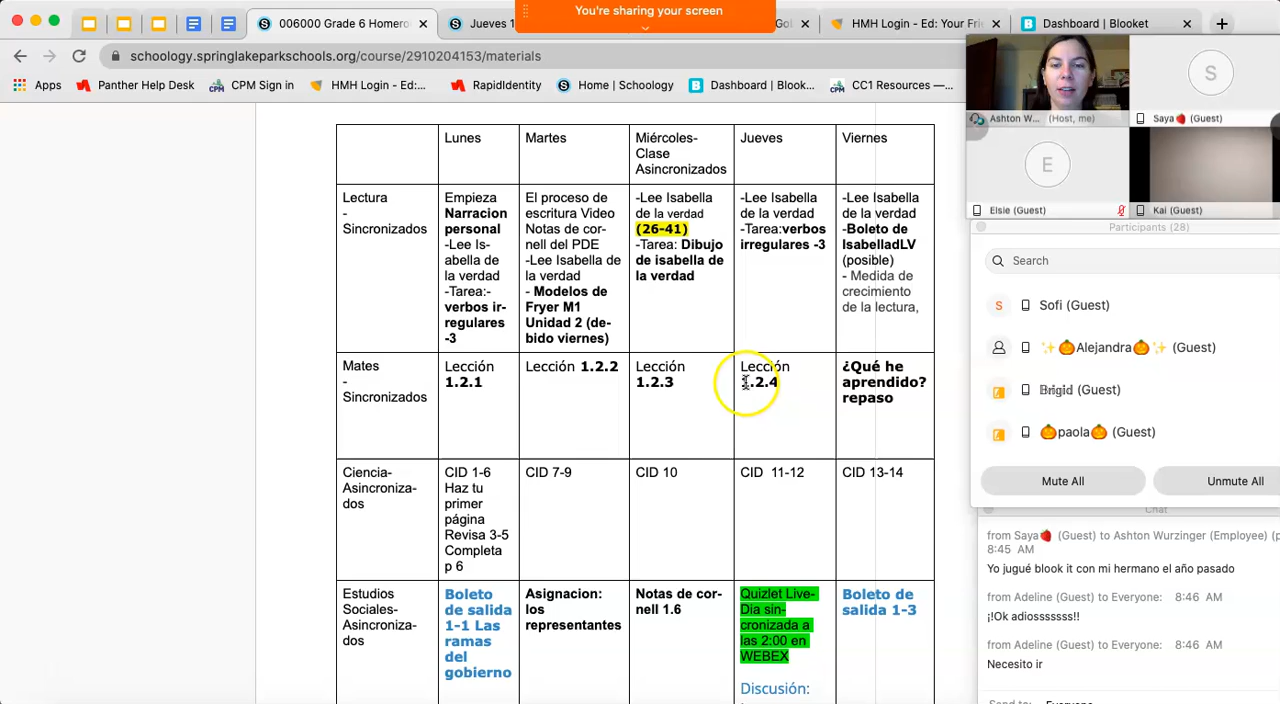 You're sharing your screen
006000 Grade 6 Homero
Jueves 1
HMH Login - Ed: Your Fri
Dashboard | Blooket
schoology.springlakeparkschools.org/course/2910204153/materials
Apps
Panther Help Desk
CPM Sign in
HMH Login - Ed:...
RapidIdentity
Home | Schoology
Dashboard | Blook...
CC1 Resources —...
Lunes
Martes
Miércoles-
Clase
Asincronizados
Jueves
Viernes
Lectura
-
Sincronizados
Empieza
Narracion
personal
-Lee Is-
abella de
la verdad
-Tarea:-
verbos ir-
regulares
-3
El proceso de
escritura Video
Notas de cor-
nell del PDE
-Lee Isabella de
la verdad
- Modelos de
Fryer M1
Unidad 2 (de-
bido viernes)
-Lee Isabella
de la verdad
(26-41)
-Tarea: Dibujo
de isabella de
la verdad
-Lee Isabella
de la verdad
-Tarea:verbos
irregulares -3
-Lee Isabella
de la verdad
-Boleto de
IsabelladLV
(posible)
- Medida de
crecimiento
de la lectura,
Mates
-
Sincronizados
Lección
1.2.1
Lección 1.2.2
Lección
1.2.3
Lección
1.2.4
¿Qué he
aprendido?
repaso
Ciencia-
Asincroniza-
dos
CID 1-6
Haz tu
primer
página
Revisa 3-5
Completa
p 6
CID 7-9
CID 10
CID 11-12
CID 13-14
Estudios
Sociales-
Asincroniza-
dos
Boleto
de salida
1-1 Las
ramas
del
gobierno
Asignacion:
los
representantes
Notas de cor-
nell 1.6
Quizlet Live-
Dia sin-
cronizada a
las 2:00 en
WEBEX
Discusión:
Boleto de
salida 1-3
Ashton W... (Host, me)
S
Saya🍓 (Guest)
E
Elsie (Guest)
Kai (Guest)
Participants (28)
Search
S
Sofi (Guest)
✨🎃Alejandra🎃✨ (Guest)
Brigid (Guest)
🎃paola🎃 (Guest)
Mute All
Unmute All
Chat
from Saya🍓 (Guest) to Ashton Wurzinger (Employee) (p
8:45 AM
Yo jugué blook it con mi hermano el año pasado
from Adeline (Guest) to Everyone: 8:46 AM
¡!Ok adiosssssss!!
from Adeline (Guest) to Everyone: 8:46 AM
Necesito ir